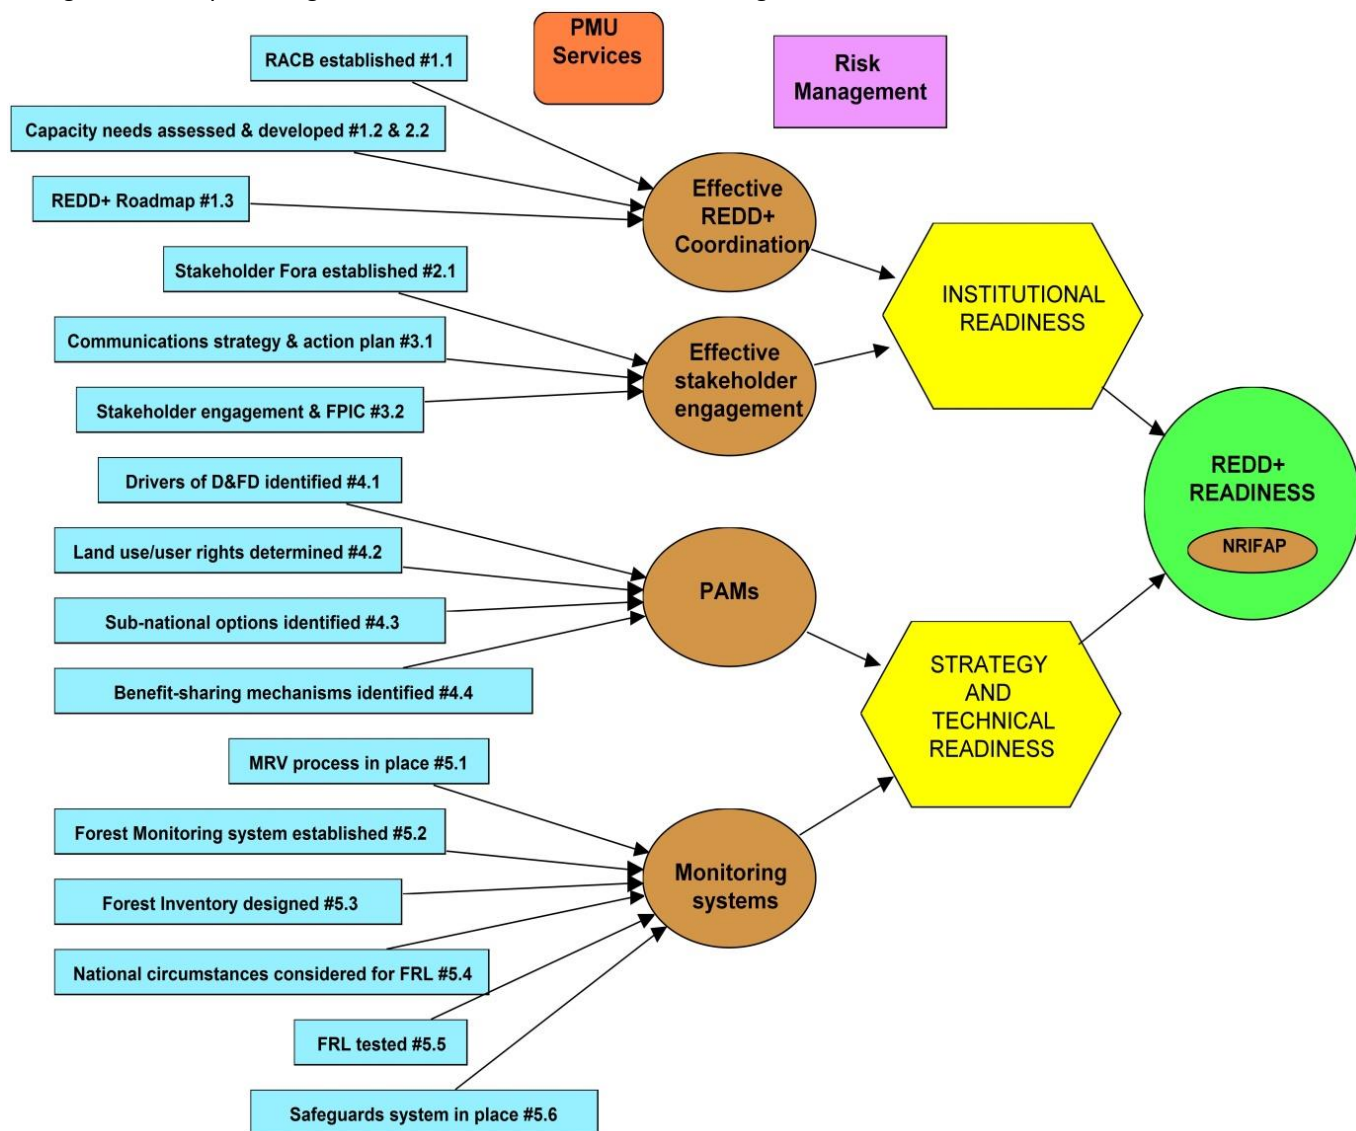 PMU
Services
Risk
Management
RACB established #1.1
Capacity needs assessed & developed #1.2 & 2.2
REDD+ Roadmap #1.3
Effective
REDD+
Coordination
Stakeholder Fora established #2.1
Communications strategy & action plan #3.1
Stakeholder engagement & FPIC #3.2
Effective
stakeholder
engagement
INSTITUTIONAL
READINESS
Drivers of D&FD identified #4.1
Land use/user rights determined #4.2
Sub-national options identified #4.3
Benefit-sharing mechanisms identified #4.4
PAMs
MRV process in place #5.1
Forest Monitoring system established #5.2
Forest Inventory designed #5.3
National circumstances considered for FRL #5.4
FRL tested #5.5
Safeguards system in place #5.6
Monitoring
systems
STRATEGY
AND
TECHNICAL
READINESS
REDD+
READINESS
NRIFAP